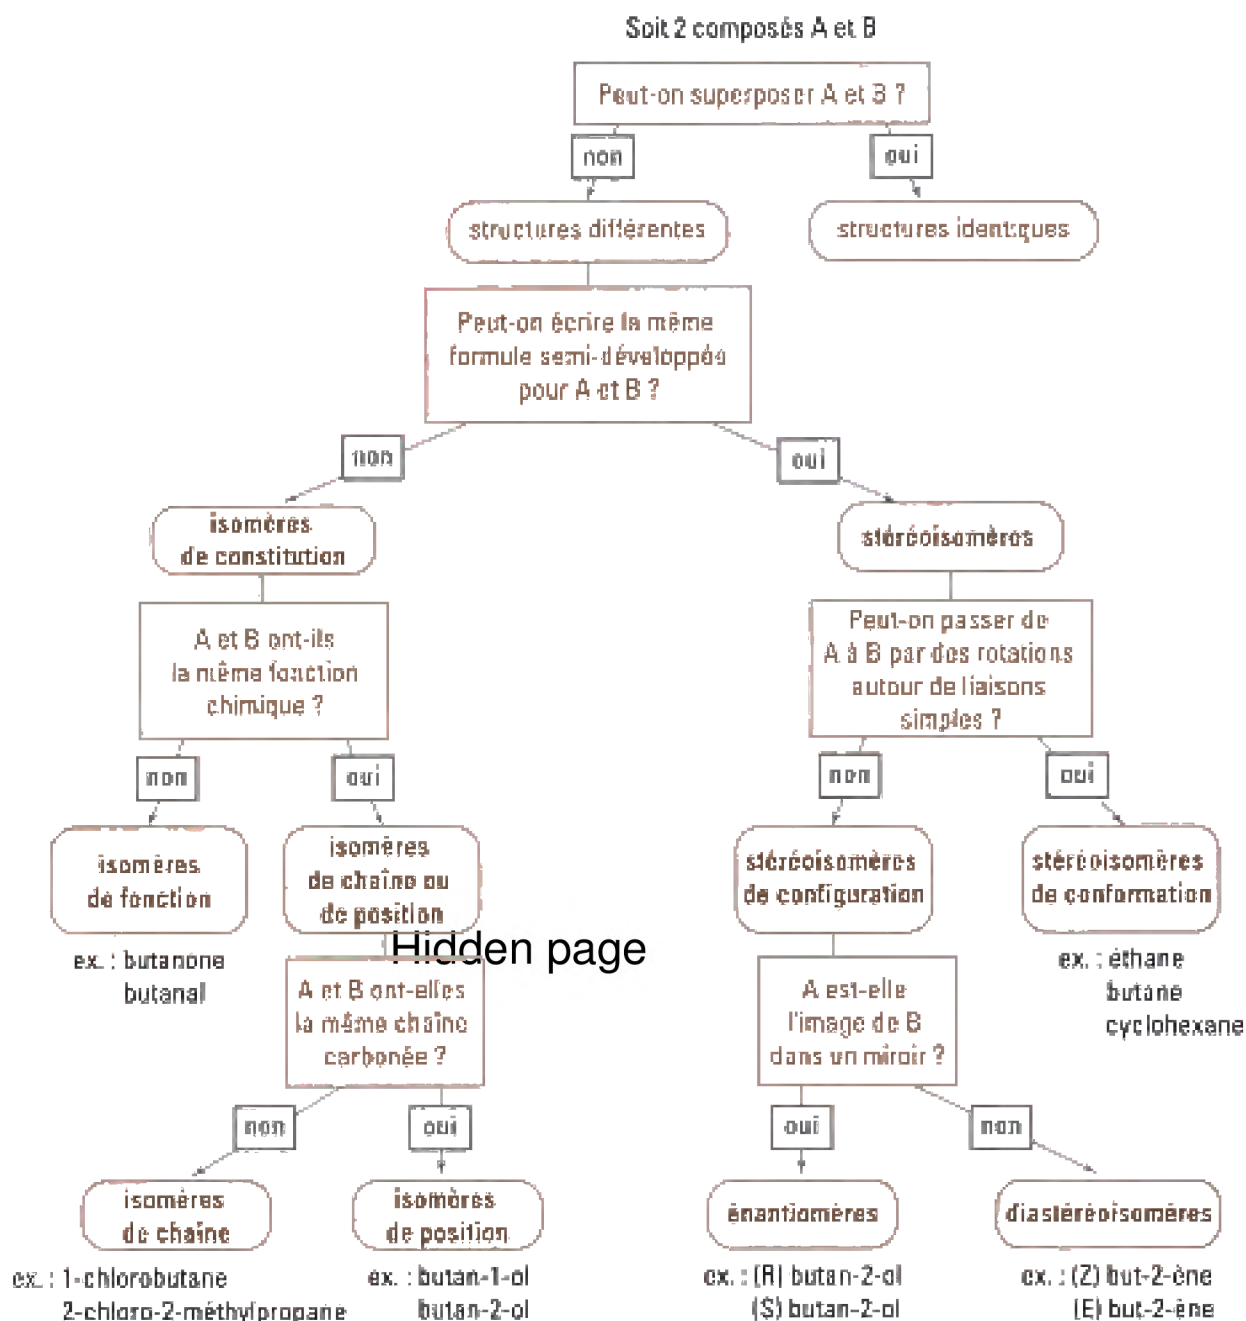 Soit 2 composés A et B
Peut-on superposer A et B ?
non
oui
structures différentes
structures identiques
Peut-on écrire la même
formule semi-développée
pour A et B ?
non
oui
isomères
de constitution
stéréoisomères
A et B ont-ils
la même fonction
chimique ?
Peut-on passer de
A à B par des rotations
autour de liaisons
simples ?
non
oui
non
oui
isomères
de fonction
isomères
de chaîne ou
de position
stéréoisomères
de configuration
stéréoisomères
de conformation
ex. : butanone
butanal
Hidden page
ex. : éthane
butane
cyclohexane
A et B ont-elles
la même chaîne
carbonée ?
A est-elle
l'image de B
dans un miroir ?
non
oui
oui
non
isomères
de chaîne
isomères
de position
énantiomères
diastéréoisomères
ex. : 1-chlorobutane
2-chloro-2-méthylpropane
ex. : butan-1-ol
butan-2-ol
ex. : (R) butan-2-ol
(S) butan-2-ol
ex. : (Z) but-2-ène
(E) but-2-ène